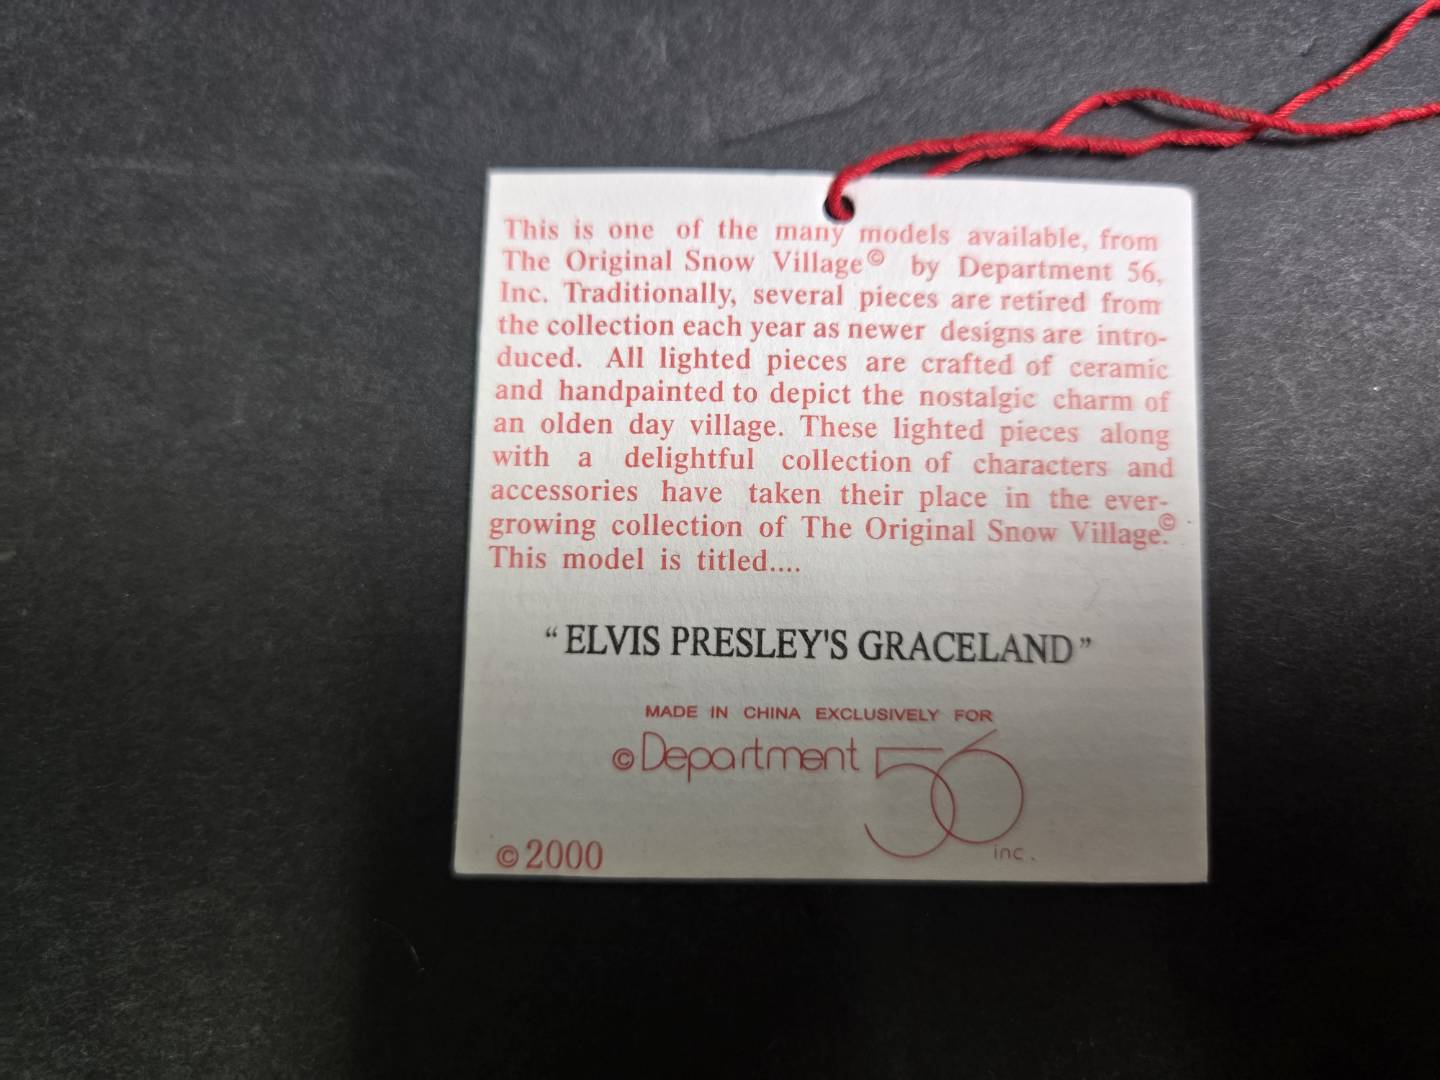 This is one of the many models available, from
The Original Snow Village© by Department 56,
Inc. Traditionally, several pieces are retired from
the collection each year as newer designs are intro-
duced. All lighted pieces are crafted of ceramic
and handpainted to depict the nostalgic charm of
an olden day village. These lighted pieces along
with a delightful collection of characters and
accessories have taken their place in the ever-
growing collection of The Original Snow Village©.
This model is titled....
“ELVIS PRESLEY'S GRACELAND”
MADE IN CHINA EXCLUSIVELY FOR
©Department 56
inc.
©2000